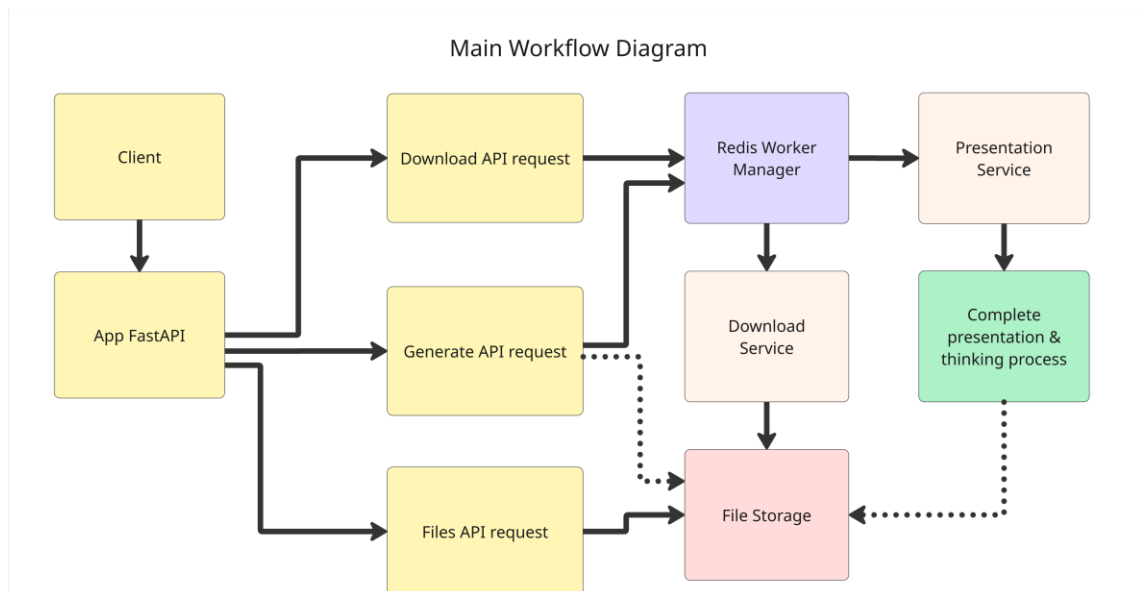 Main Workflow Diagram
Client
Download API request
Redis Worker
Manager
Presentation
Service
App FastAPI
Generate API request
Download
Service
Complete
presentation &
thinking process
Files API request
File Storage